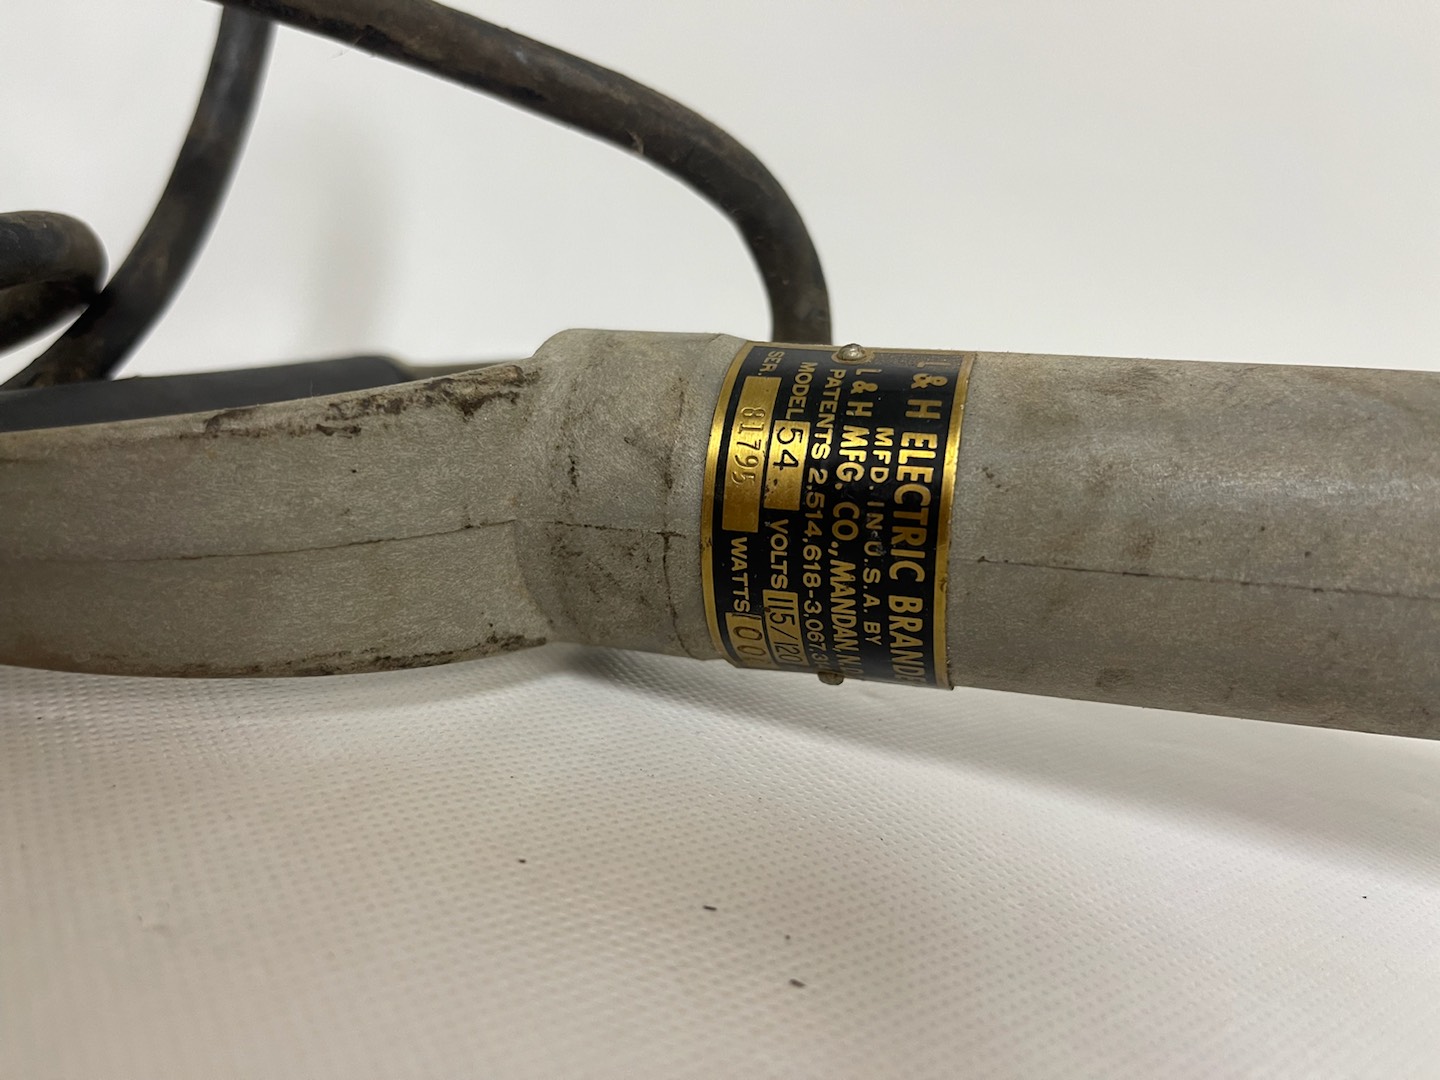 L & H ELECTRIC BRAND
MFD. IN U.S.A. BY
L & H MFG. CO., MANDAN, N.
PATENTS 2,514,618-3,067,3
MODEL 54 VOLTS 115/120
SER. 81795 WATTS 100